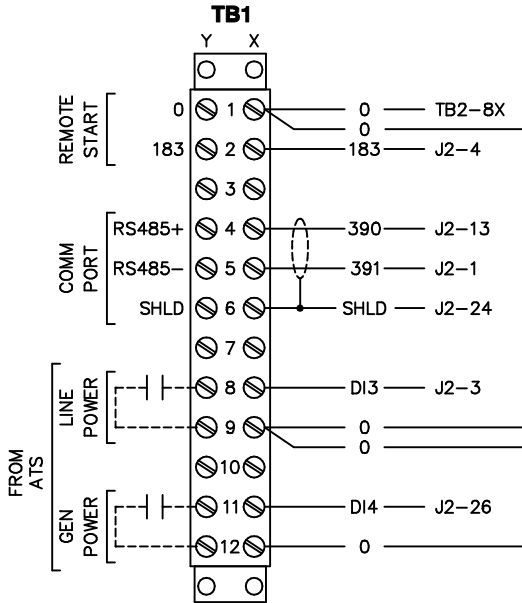 TB1
Y X
REMOTE START
0 1 0 TB2-8X
0
183 2 183 J2-4
3
COMM PORT
RS485+ 4 390 J2-13
RS485- 5 391 J2-1
SHLD 6 SHLD J2-24
7
FROM ATS
LINE POWER
8 DI3 J2-3
9 0
0
10
GEN POWER
11 DI4 J2-26
12 0